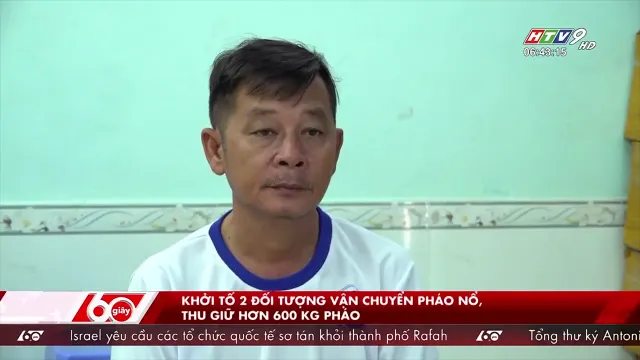 HTV9 HD
06:43:15
60 giây
KHỞI TỐ 2 ĐỐI TƯỢNG VẬN CHUYỂN PHÁO NỔ,
THU GIỮ HƠN 600 KG PHÁO
Israel yêu cầu các tổ chức quốc tế sơ tán khỏi thành phố Rafah 60 Tổng thư ký Antoni